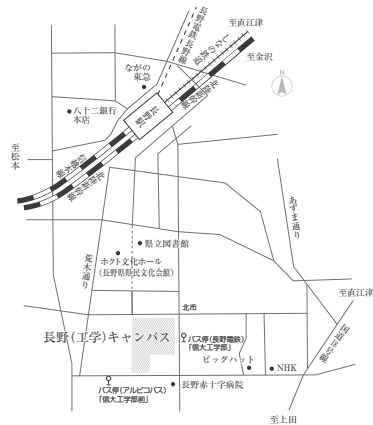 至直江津
長野電鉄長野線
しなの鉄道
至金沢
N
ながの
東急
北陸新幹線
八十二銀行
本店
長野駅
至松本
信越本線
北陸新幹線
あずま通り
県立図書館
ホクト文化ホール
(長野県県民文化会館)
荒木通り
至直江津
北市
国道18号線
長野(工学)キャンパス
バス停(長野電鉄)
「信大工学部」
ビッグハット
NHK
バス停(アルピコバス)
「信大工学部前」
長野赤十字病院
至上田